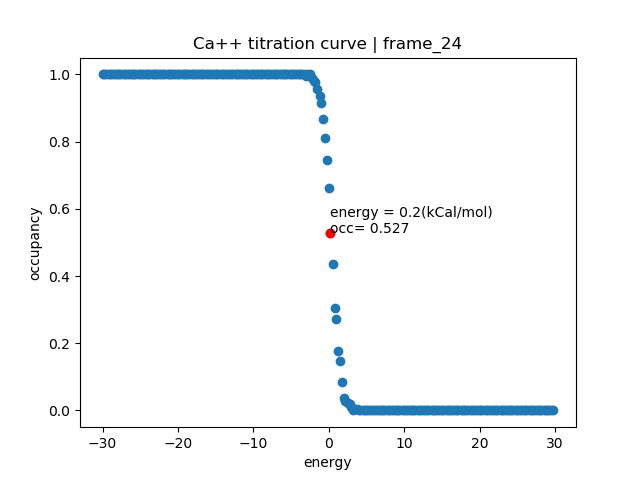 Ca++ titration curve | frame_24
1.0
0.8
0.6
0.4
0.2
0.0
occupancy
energy = 0.2(kCal/mol)
occ= 0.527
−30
−20
−10
0
10
20
30
energy